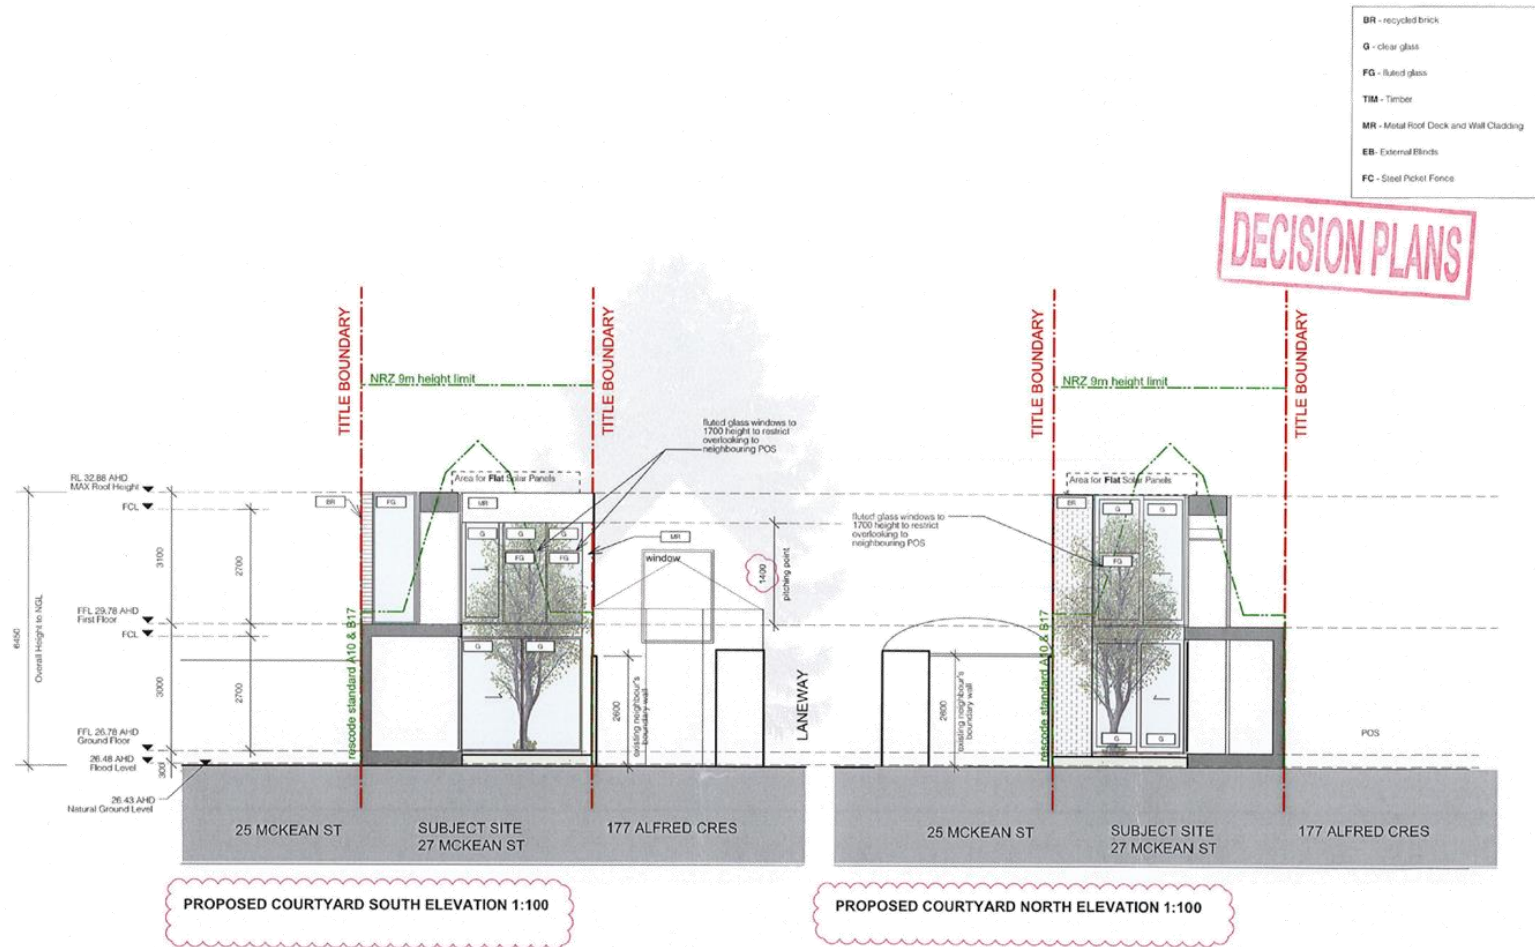 BR - recycled brick
G - clear glass
FG - fluted glass
TIM - Timber
MR - Metal Roof Deck and Wall Cladding
EB- External Blinds
FC - Steel Picket Fence
DECISION PLANS
TITLE BOUNDARY
TITLE BOUNDARY
NRZ 9m height limit
fluted glass windows to
1700 height to restrict
overlooking to
neighbouring POS
Area for Flat Solar Panels
RL 32.88 AHD
MAX Roof Height
FCL
BR
FG
MR
G
G
G
FG
FG
MR
window
1400
pitching point
3100
2700
6450
Overall Height to NGL
FFL 29.78 AHD
First Floor
FCL
rescode standard A10 & B17
G
G
3000
2700
2600
existing neighbour's
boundary wall
LANEWAY
FFL 26.78 AHD
Ground Floor
26.48 AHD
Flood Level
300
26.43 AHD
Natural Ground Level
25 MCKEAN ST
SUBJECT SITE
27 MCKEAN ST
177 ALFRED CRES
PROPOSED COURTYARD SOUTH ELEVATION 1:100
TITLE BOUNDARY
TITLE BOUNDARY
NRZ 9m height limit
Area for Flat Solar Panels
BR
G
G
fluted glass windows to
1700 height to restrict
overlooking to
neighbouring POS
FG
rescode standard A10 & B17
2600
existing neighbour's
boundary wall
G
G
POS
25 MCKEAN ST
SUBJECT SITE
27 MCKEAN ST
177 ALFRED CRES
PROPOSED COURTYARD NORTH ELEVATION 1:100